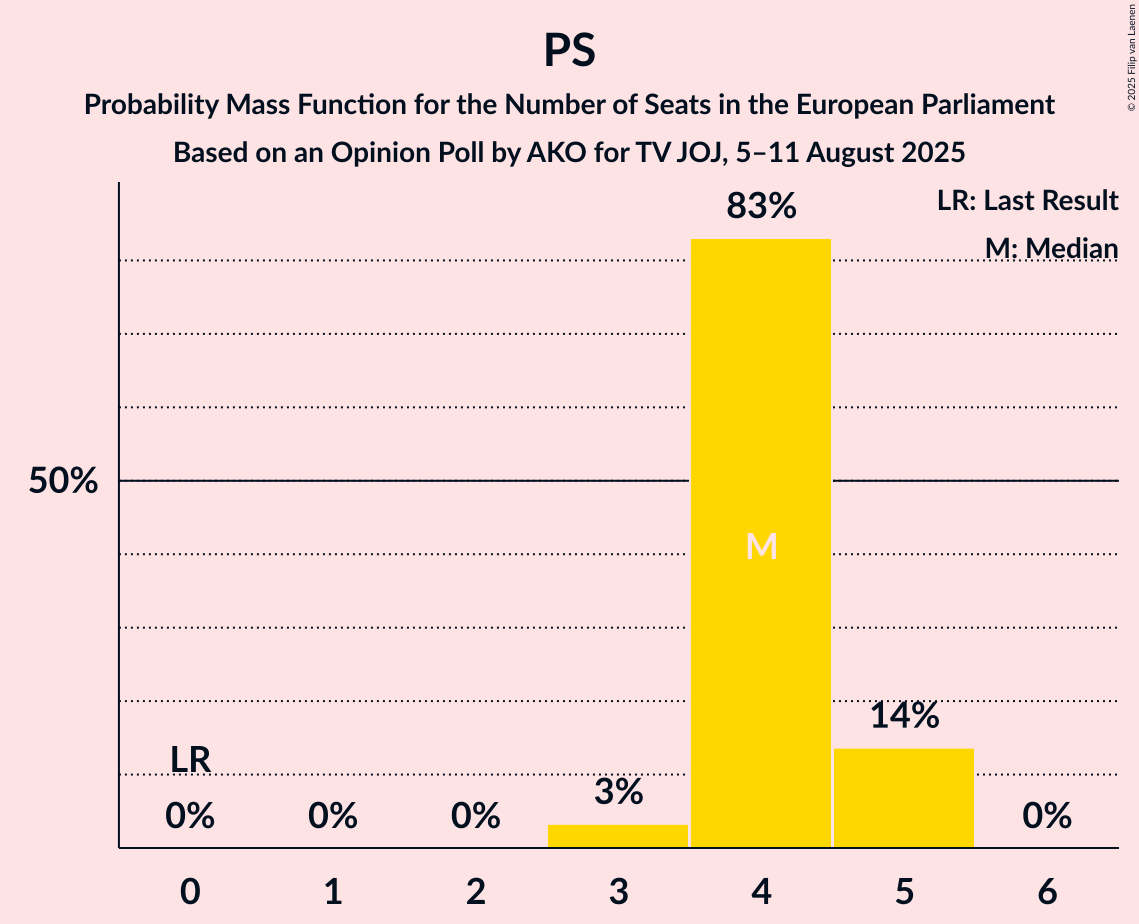 PS
Probability Mass Function for the Number of Seats in the European Parliament
Based on an Opinion Poll by AKO for TV JOJ, 5–11 August 2025
© 2025 Filip van Laenen
LR: Last Result
M: Median
83%
50%
M
14%
LR
3%
0% 0% 0% 0%
0 1 2 3 4 5 6